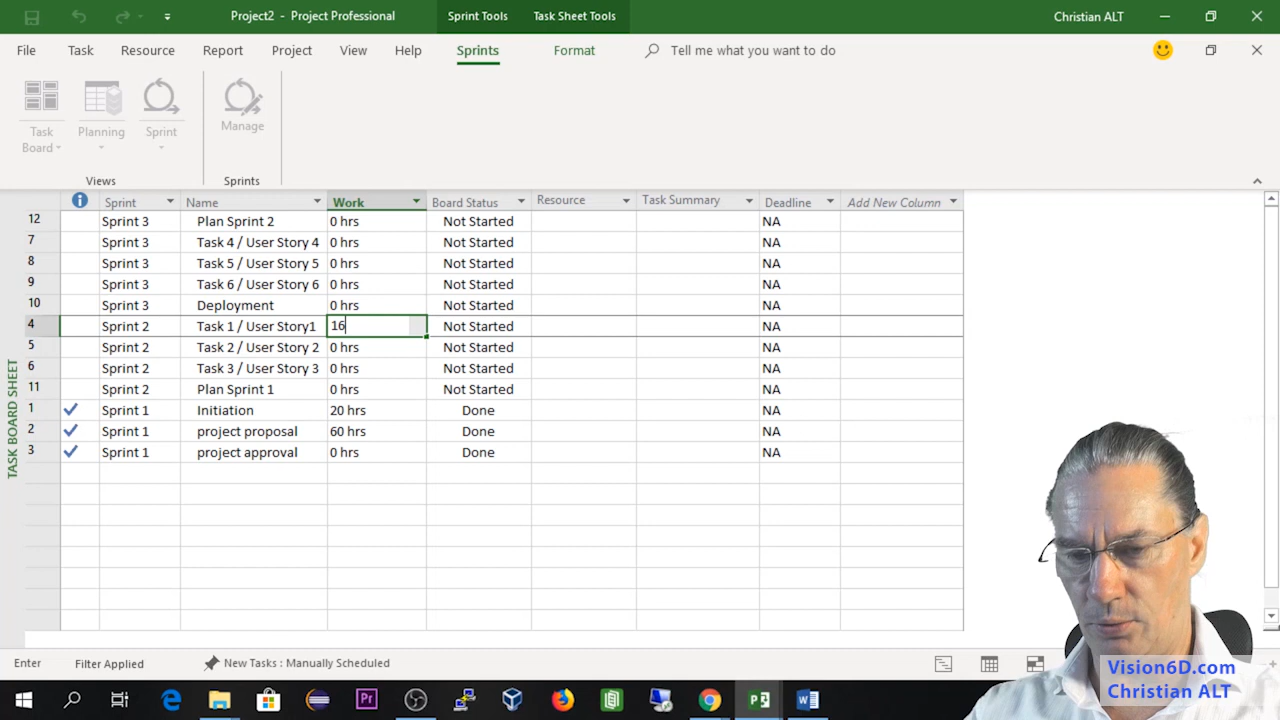 Project2 - Project Professional
Sprint Tools
Task Sheet Tools
Christian ALT
File Task Resource Report Project View Help Sprints Format Tell me what you want to do
Task Board
Planning
Sprint
Manage
Views
Sprints
Sprint Name Work Board Status Resource Task Summary Deadline Add New Column
12 Sprint 3 Plan Sprint 2 0 hrs Not Started NA
7 Sprint 3 Task 4 / User Story 4 0 hrs Not Started NA
8 Sprint 3 Task 5 / User Story 5 0 hrs Not Started NA
9 Sprint 3 Task 6 / User Story 6 0 hrs Not Started NA
10 Sprint 3 Deployment 0 hrs Not Started NA
4 Sprint 2 Task 1 / User Story1 16 Not Started NA
5 Sprint 2 Task 2 / User Story 2 0 hrs Not Started NA
6 Sprint 2 Task 3 / User Story 3 0 hrs Not Started NA
11 Sprint 2 Plan Sprint 1 0 hrs Not Started NA
1 Sprint 1 Initiation 20 hrs Done NA
2 Sprint 1 project proposal 60 hrs Done NA
3 Sprint 1 project approval 0 hrs Done NA
TASK BOARD SHEET
Enter Filter Applied New Tasks : Manually Scheduled
Vision6D.com
Christian ALT
Pr